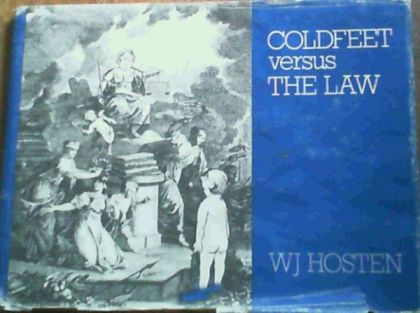 COLDFEET
versus
THE LAW
WJ HOSTEN